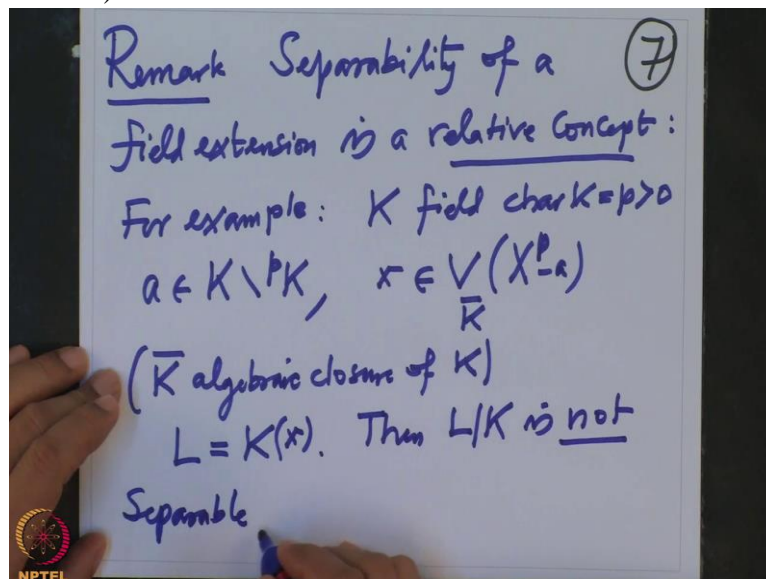 Remark Separability of a 7
field extension is a relative Concept:
For example: K field char K = p>0
a ∈ K \ ᵖK, x ∈ V_K̅ (X^p - a)
(K̅ algebraic closure of K)
L = K(x). Then L|K is not
Separable
NPTEL